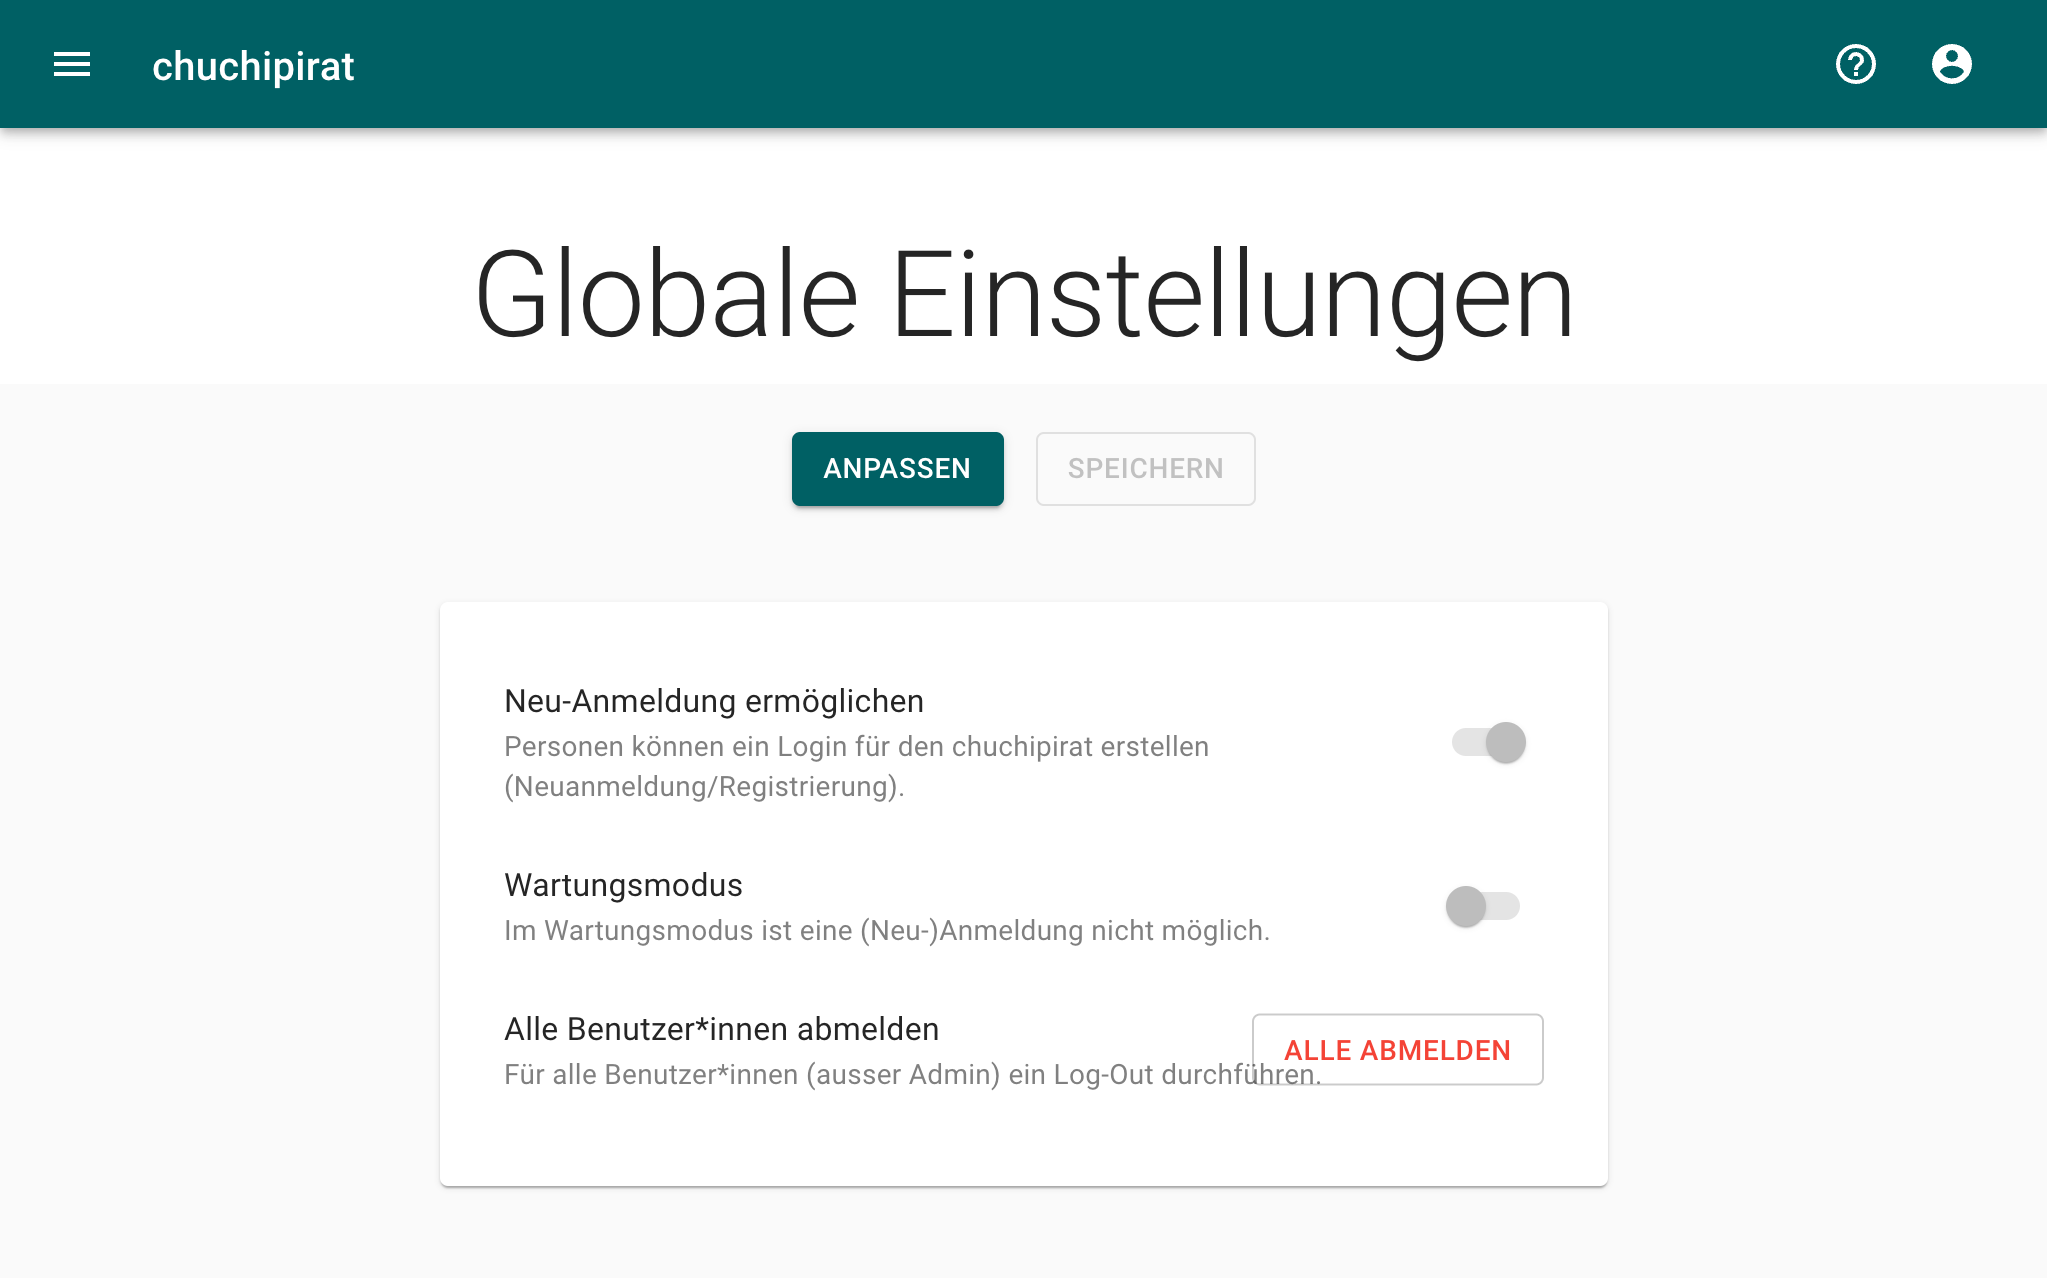 chuchipirat
Globale Einstellungen
ANPASSEN
SPEICHERN
Neu-Anmeldung ermöglichen
Personen können ein Login für den chuchipirat erstellen
(Neuanmeldung/Registrierung).
Wartungsmodus
Im Wartungsmodus ist eine (Neu-)Anmeldung nicht möglich.
Alle Benutzer*innen abmelden
Für alle Benutzer*innen (ausser Admin) ein Log-Out durchführen.
ALLE ABMELDEN